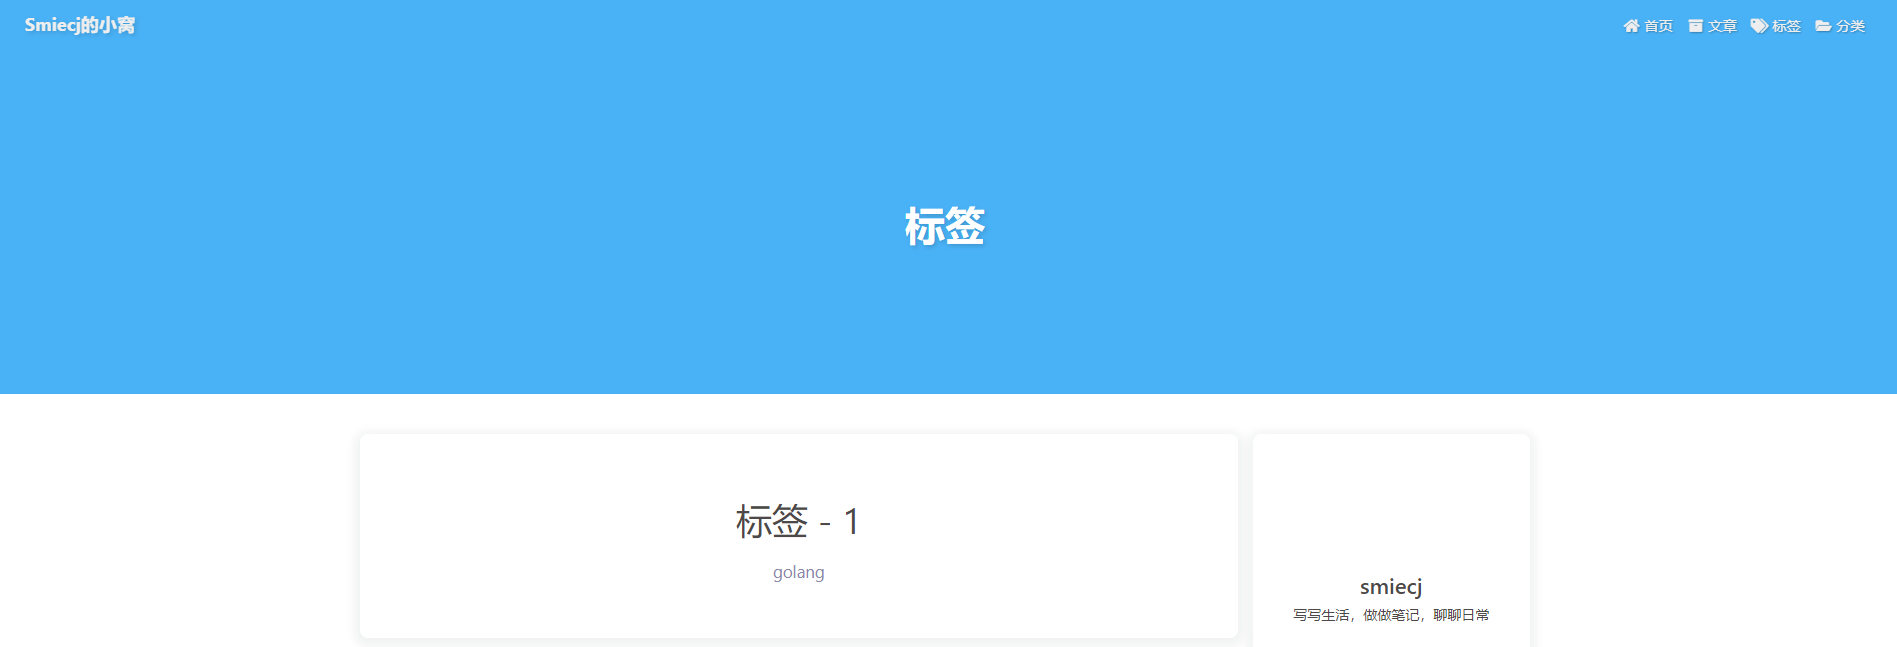 Smiecj的小窝
首页 文章 标签 分类
标签
标签 - 1
golang
smiecj
写写生活，做做笔记，聊聊日常